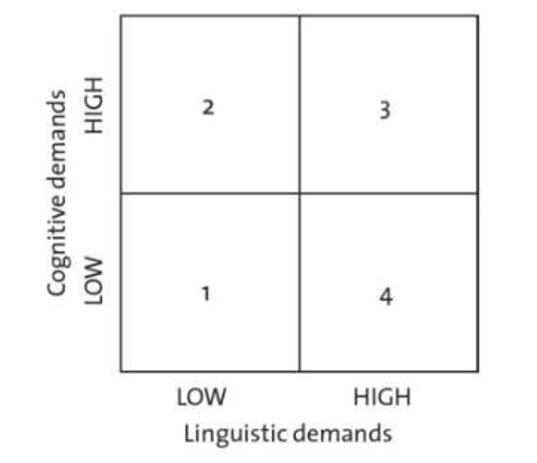 Cognitive demands
HIGH
LOW
2
3
1
4
LOW
HIGH
Linguistic demands